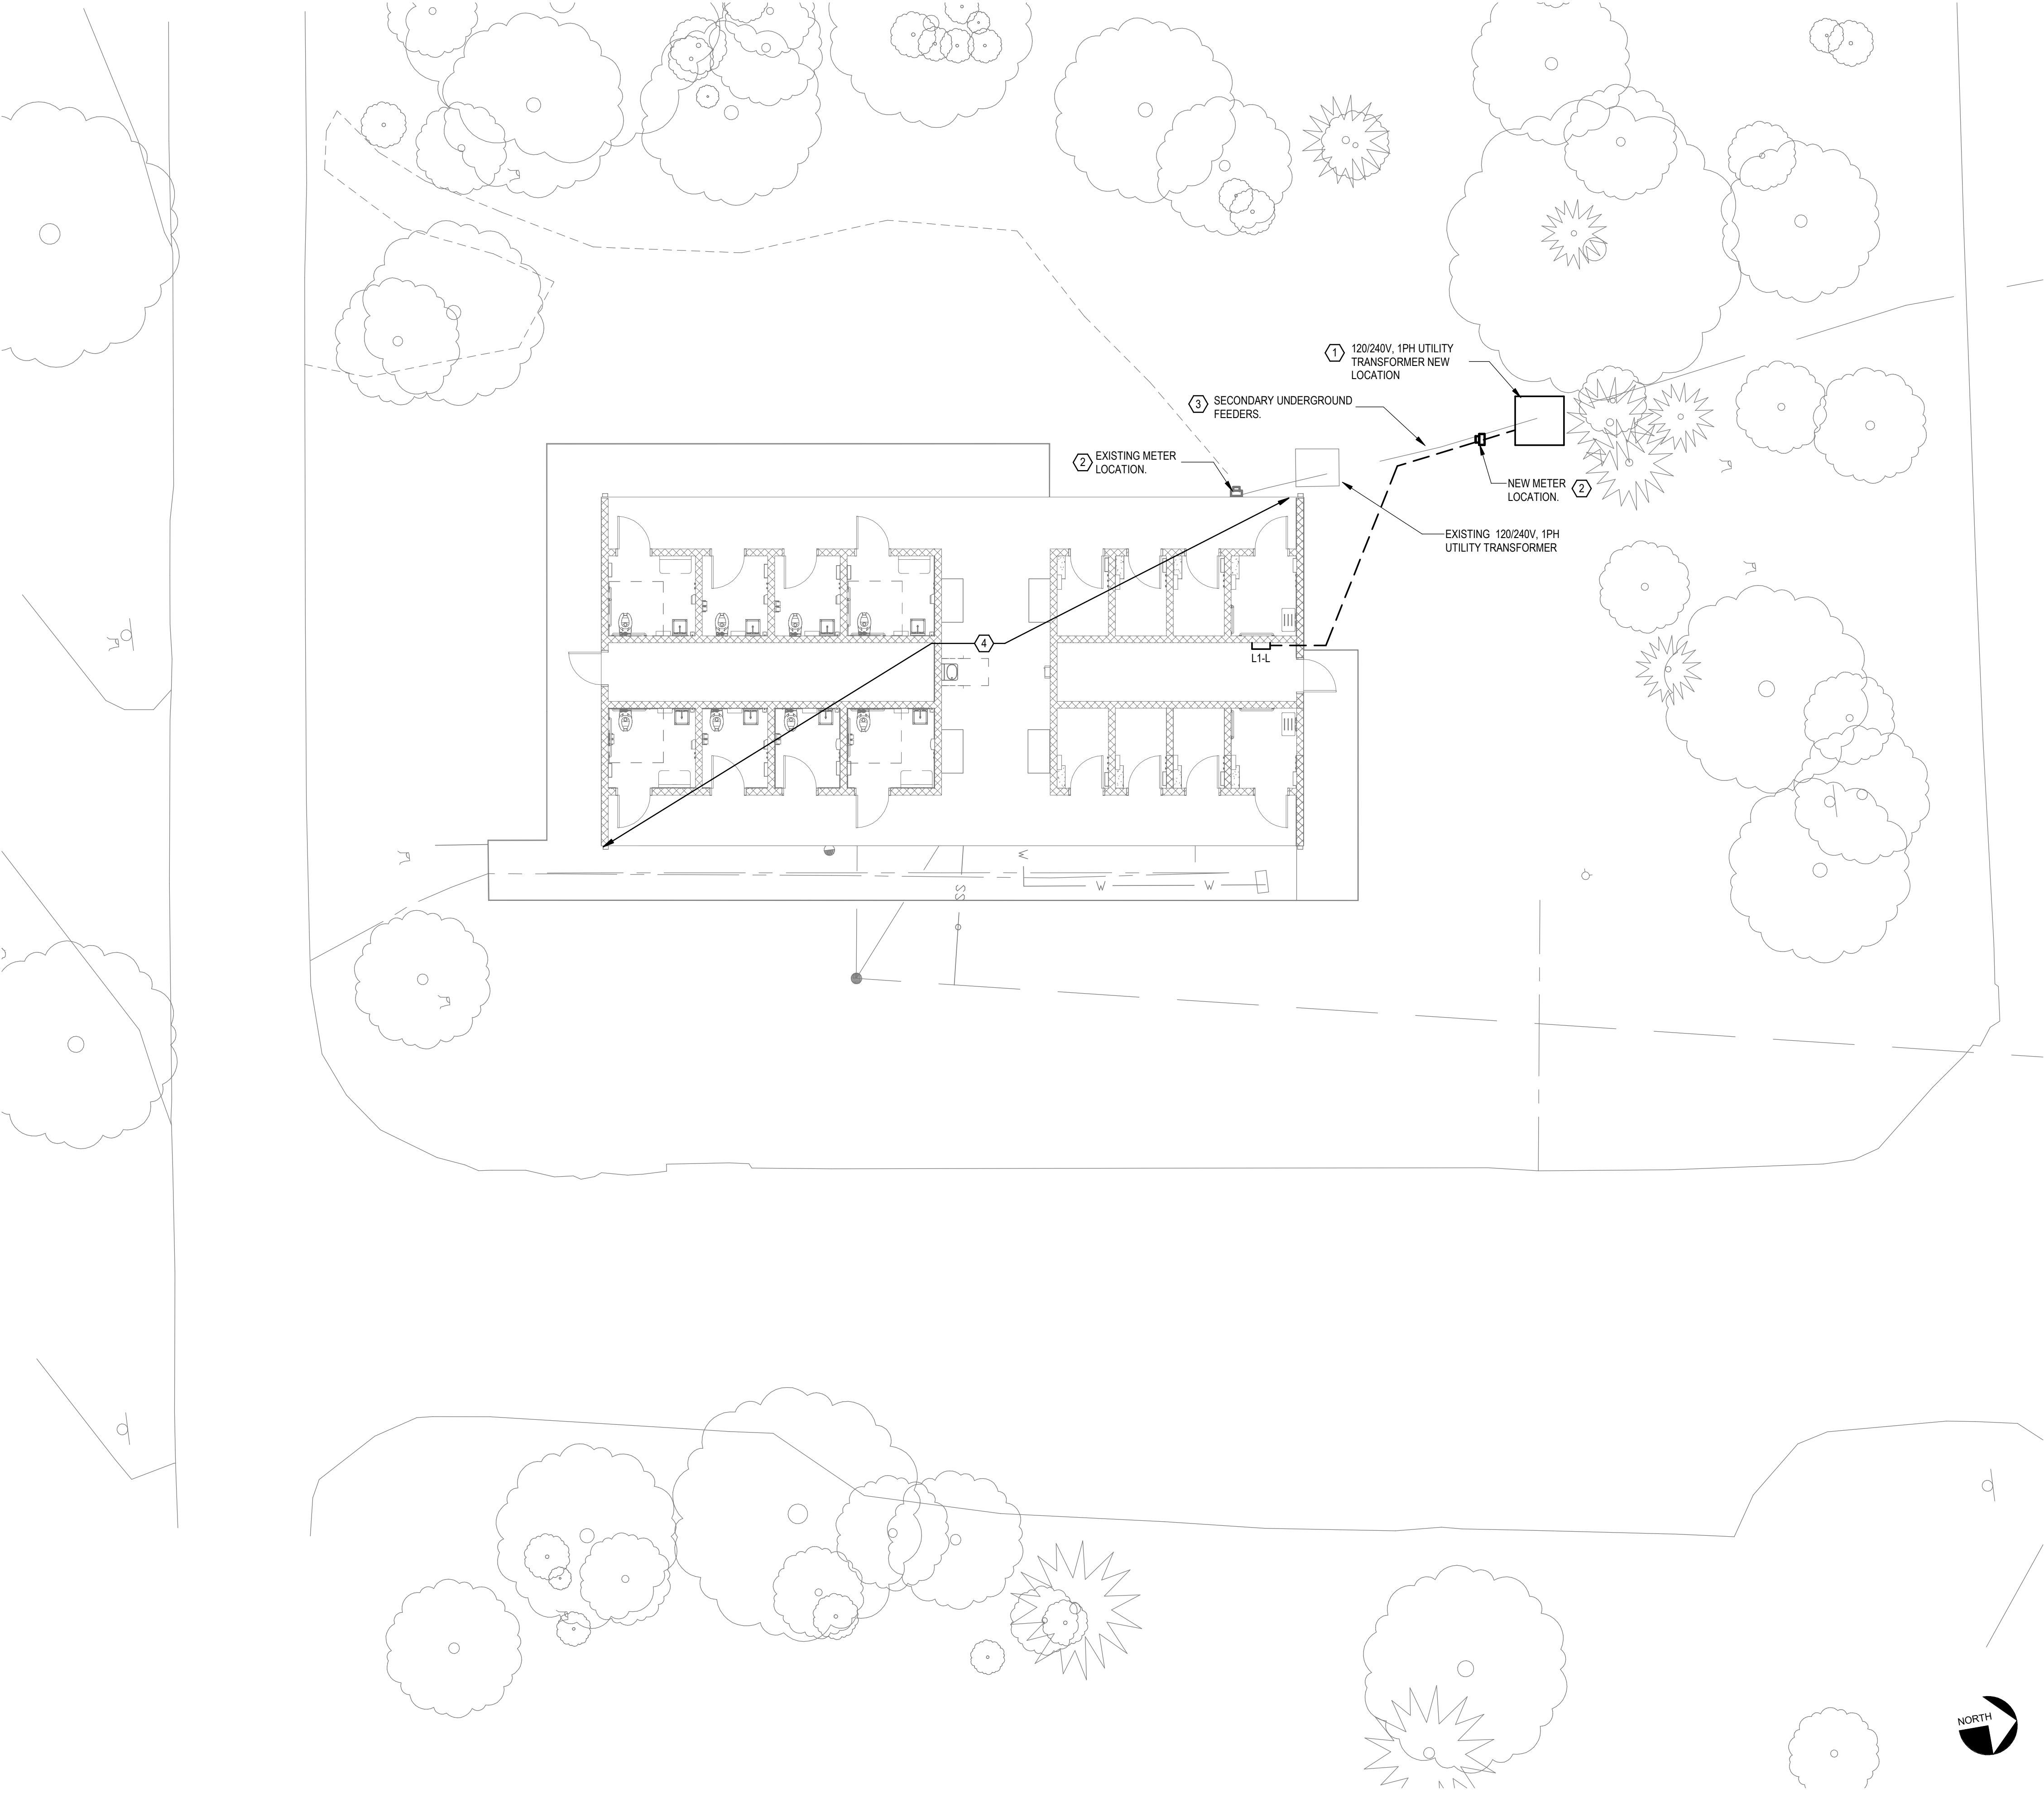 1
120/240V, 1PH UTILITY
TRANSFORMER NEW
LOCATION
3
SECONDARY UNDERGROUND
FEEDERS.
2
EXISTING METER
LOCATION.
NEW METER
LOCATION.
2
EXISTING 120/240V, 1PH
UTILITY TRANSFORMER
4
L1-L
W
W
W
SS
NORTH